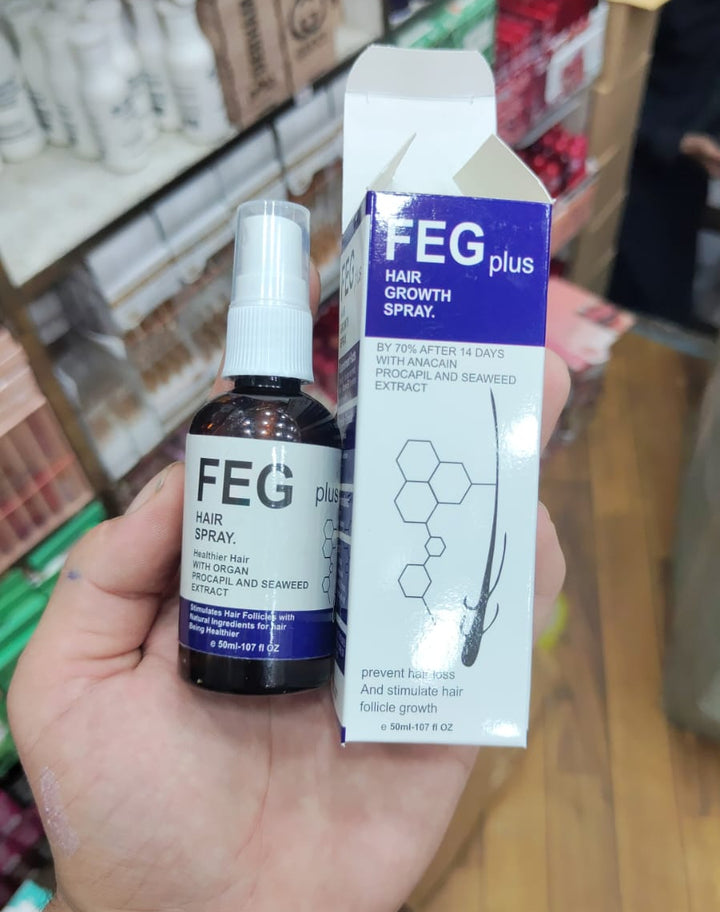 FEG plus
HAIR
SPRAY.
Healthier Hair
WITH ORGAN
PROCAPIL AND SEAWEED
EXTRACT
Stimulates Hair Follicles with
Natural Ingredients for hair
Being Healthier
e 50ml-107 fl OZ
FEG plus
HAIR
GROWTH
SPRAY.
BY 70% AFTER 14 DAYS
WITH ANACAIN
PROCAPIL AND SEAWEED
EXTRACT
prevent hair loss
And stimulate hair
follicle growth
e 50ml-107 fl OZ
FEG plus